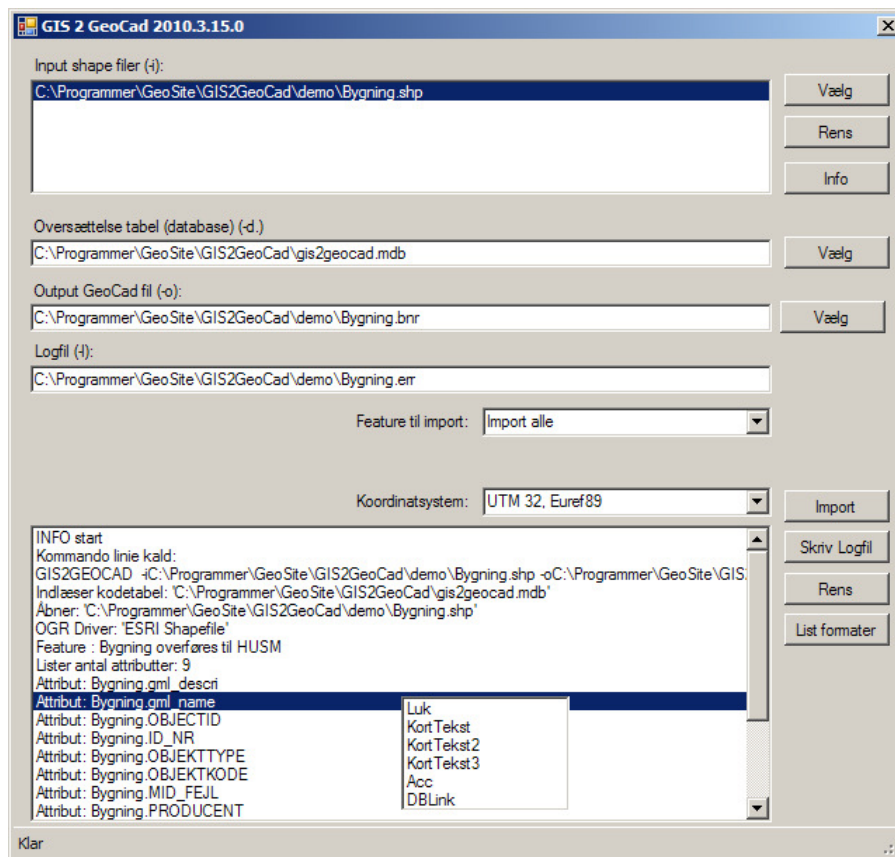 GIS 2 GeoCad 2010.3.15.0
Input shape filer (-i):
C:\Programmer\GeoSite\GIS2GeoCad\demo\Bygning.shp
Vælg
Rens
Info
Oversættelse tabel (database) (-d.)
C:\Programmer\GeoSite\GIS2GeoCad\gis2geocad.mdb
Vælg
Output GeoCad fil (-o):
C:\Programmer\GeoSite\GIS2GeoCad\demo\Bygning.bnr
Vælg
Logfil (-l):
C:\Programmer\GeoSite\GIS2GeoCad\demo\Bygning.err
Feature til import: Import alle
Koordinatsystem: UTM 32, Euref89
Import
Skriv Logfil
Rens
List formater
INFO start
Kommando linie kald:
GIS2GEOCAD -iC:\Programmer\GeoSite\GIS2GeoCad\demo\Bygning.shp -oC:\Programmer\GeoSite\GIS2
Indlæser kodetabel: 'C:\Programmer\GeoSite\GIS2GeoCad\gis2geocad.mdb'
Åbner: 'C:\Programmer\GeoSite\GIS2GeoCad\demo\Bygning.shp'
OGR Driver: 'ESRI Shapefile'
Feature : Bygning overføres til HUSM
Lister antal attributter: 9
Attribut: Bygning.gml_descri
Attribut: Bygning.gml_name
Attribut: Bygning.OBJECTID
Attribut: Bygning.ID_NR
Attribut: Bygning.OBJEKTTYPE
Attribut: Bygning.OBJEKTKODE
Attribut: Bygning.MID_FEJL
Attribut: Bygning.PRODUCENT
Luk
KortTekst
KortTekst2
KortTekst3
Acc
DBLink
Klar